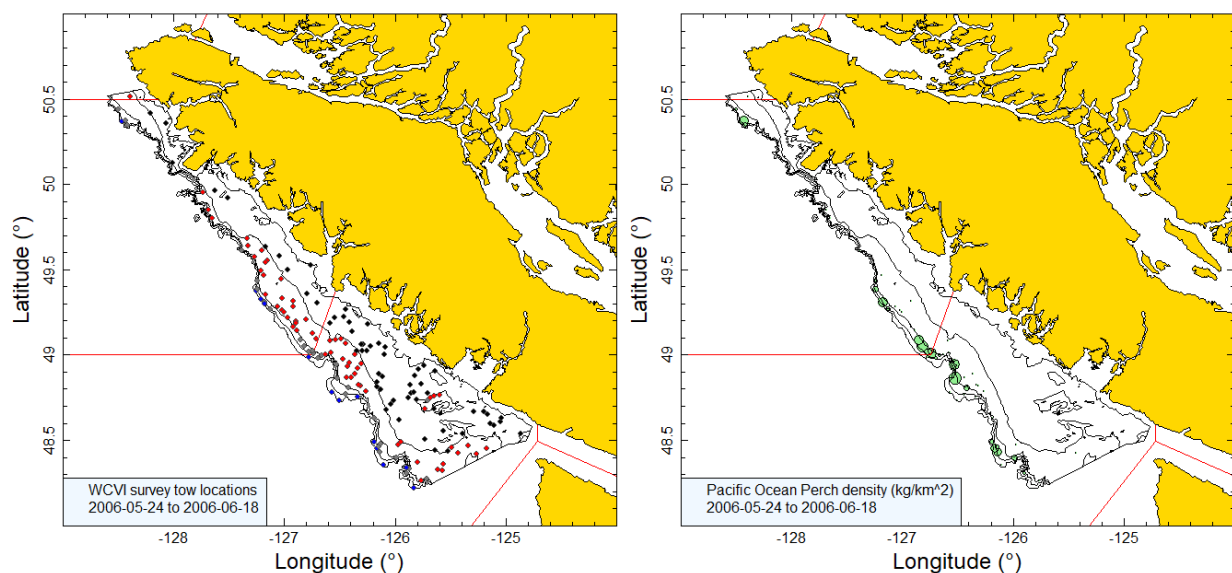 50.5
50
49.5
49
48.5
Latitude (°)
WCVI survey tow locations
2006-05-24 to 2006-06-18
-128
-127
-126
-125
Longitude (°)
50.5
50
49.5
49
48.5
Latitude (°)
Pacific Ocean Perch density (kg/km^2)
2006-05-24 to 2006-06-18
-128
-127
-126
-125
Longitude (°)